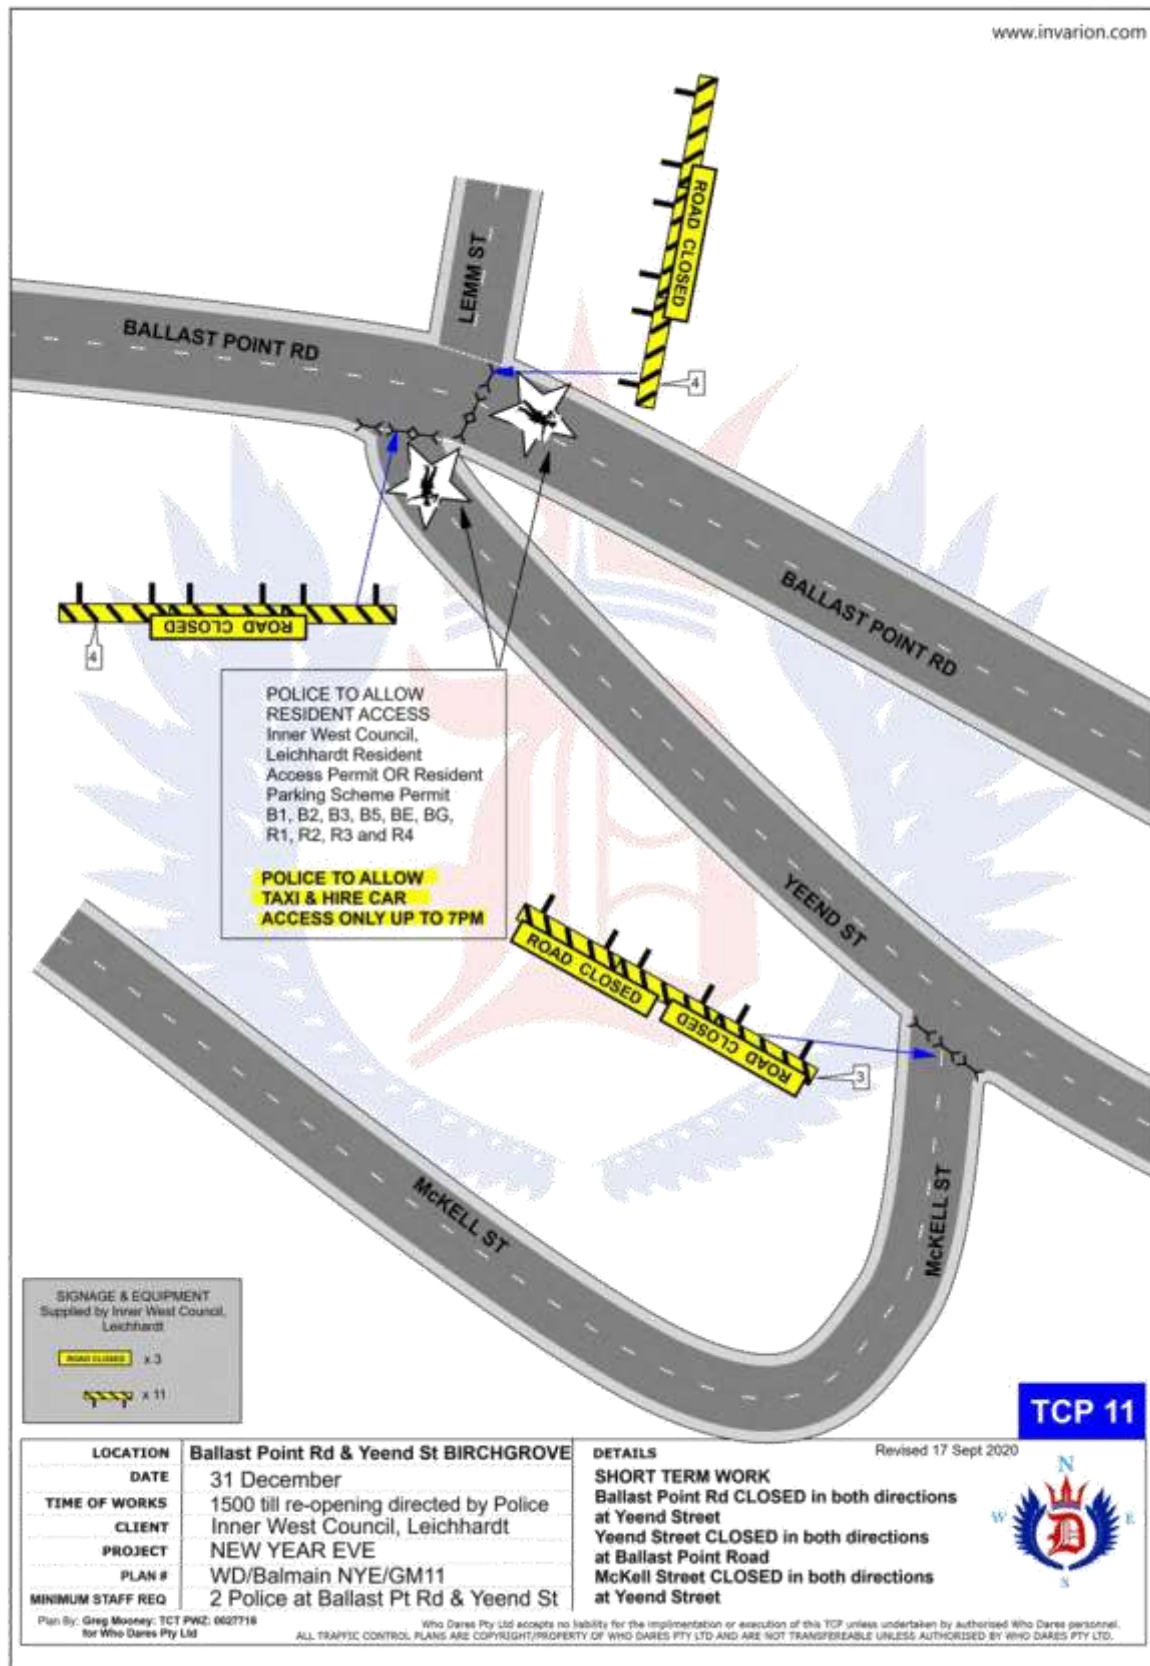 www.invarion.com
ROAD CLOSED
LEMM ST
BALLAST POINT RD
4
BALLAST POINT RD
ROAD CLOSED
4
POLICE TO ALLOW
RESIDENT ACCESS
Inner West Council,
Leichhardt Resident
Access Permit OR Resident
Parking Scheme Permit
B1, B2, B3, B5, BE, BG,
R1, R2, R3 and R4
POLICE TO ALLOW
TAXI & HIRE CAR
ACCESS ONLY UP TO 7PM
YEEND ST
ROAD CLOSED
ROAD CLOSED
3
McKELL ST
McKELL ST
SIGNAGE & EQUIPMENT
Supplied by Inner West Council,
Leichhardt
ROAD CLOSED x 3
x 11
TCP 11
LOCATION Ballast Point Rd & Yeend St BIRCHGROVE
DATE 31 December
TIME OF WORKS 1500 till re-opening directed by Police
CLIENT Inner West Council, Leichhardt
PROJECT NEW YEAR EVE
PLAN # WD/Balmain NYE/GM11
MINIMUM STAFF REQ 2 Police at Ballast Pt Rd & Yeend St
DETAILS Revised 17 Sept 2020
SHORT TERM WORK
Ballast Point Rd CLOSED in both directions
at Yeend Street
Yeend Street CLOSED in both directions
at Ballast Point Road
McKell Street CLOSED in both directions
at Yeend Street
N
W D E
S
Plan By: Greg Mooney: TCT PWZ: 0027718
for Who Dares Pty Ltd
Who Dares Pty Ltd accepts no liability for the implimentation or execution of this TCP unless undertaken by authorised Who Dares personnel.
ALL TRAFFIC CONTROL PLANS ARE COPYRIGHT/PROPERTY OF WHO DARES PTY LTD AND ARE NOT TRANSFEREABLE UNLESS AUTHORISED BY WHO DARES PTY LTD.